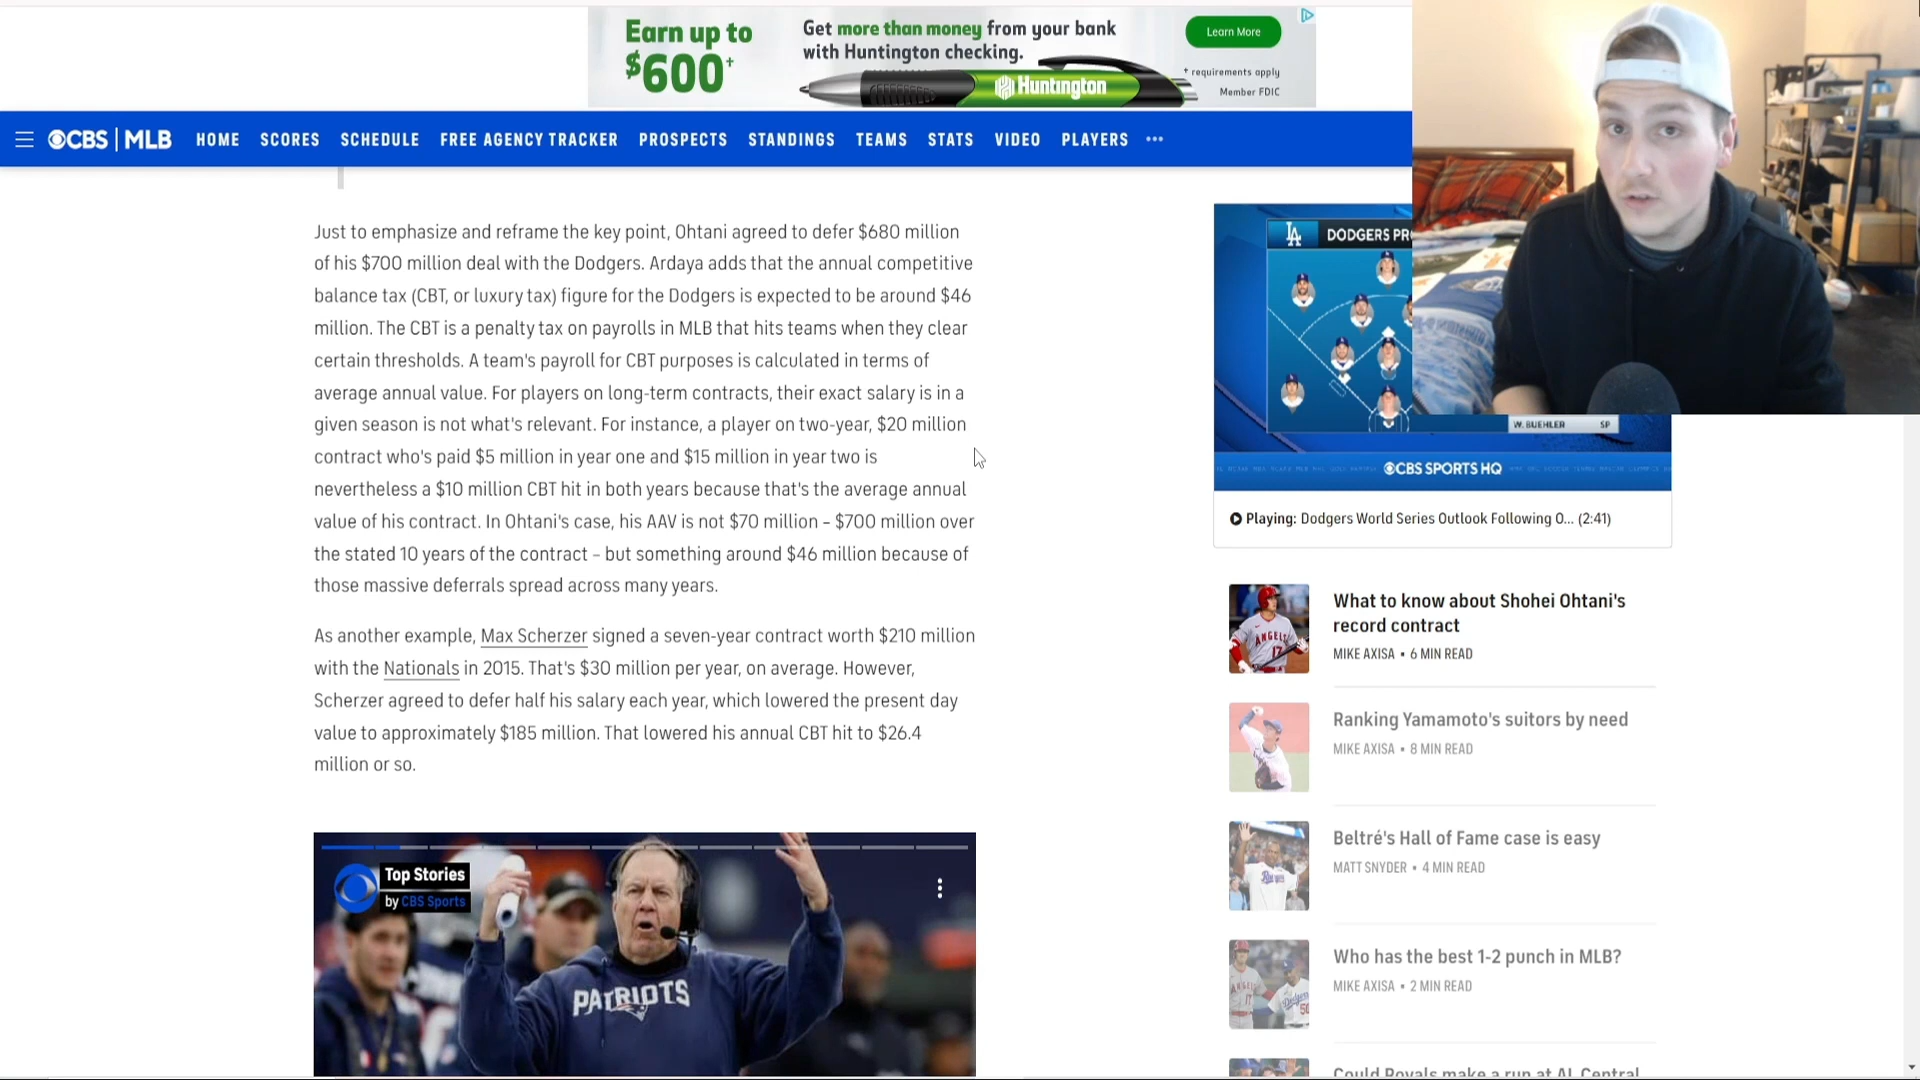 Earn up to
$600†
Get more than money from your bank
with Huntington checking.
Huntington
Learn More
† requirements apply
Member FDIC
CBS | MLB HOME SCORES SCHEDULE FREE AGENCY TRACKER PROSPECTS STANDINGS TEAMS STATS VIDEO PLAYERS •••
Just to emphasize and reframe the key point, Ohtani agreed to defer $680 million
of his $700 million deal with the Dodgers. Ardaya adds that the annual competitive
balance tax (CBT, or luxury tax) figure for the Dodgers is expected to be around $46
million. The CBT is a penalty tax on payrolls in MLB that hits teams when they clear
certain thresholds. A team's payroll for CBT purposes is calculated in terms of
average annual value. For players on long-term contracts, their exact salary is in a
given season is not what's relevant. For instance, a player on two-year, $20 million
contract who's paid $5 million in year one and $15 million in year two is
nevertheless a $10 million CBT hit in both years because that's the average annual
value of his contract. In Ohtani's case, his AAV is not $70 million – $700 million over
the stated 10 years of the contract – but something around $46 million because of
those massive deferrals spread across many years.
As another example, Max Scherzer signed a seven-year contract worth $210 million
with the Nationals in 2015. That's $30 million per year, on average. However,
Scherzer agreed to defer half his salary each year, which lowered the present day
value to approximately $185 million. That lowered his annual CBT hit to $26.4
million or so.
Top Stories
by CBS Sports
PATRIOTS
LA DODGERS
W. BUEHLER SP
CBS SPORTS HQ
Playing: Dodgers World Series Outlook Following O... (2:41)
ANGELS
17
What to know about Shohei Ohtani's
record contract
MIKE AXISA • 6 MIN READ
Ranking Yamamoto's suitors by need
MIKE AXISA • 8 MIN READ
Beltré's Hall of Fame case is easy
MATT SNYDER • 4 MIN READ
Who has the best 1-2 punch in MLB?
MIKE AXISA • 2 MIN READ
Could Royals make a run at AL Central